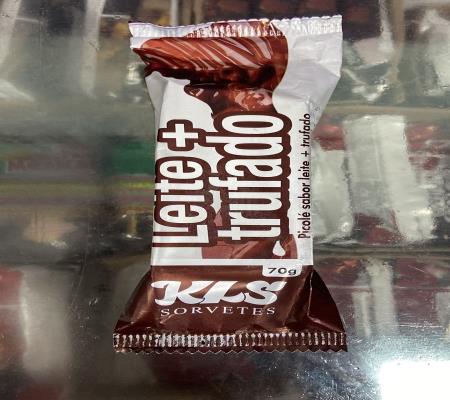 Leite +
trufado
Picolé sabor leite + trufado
70g
KLS
SORVETES